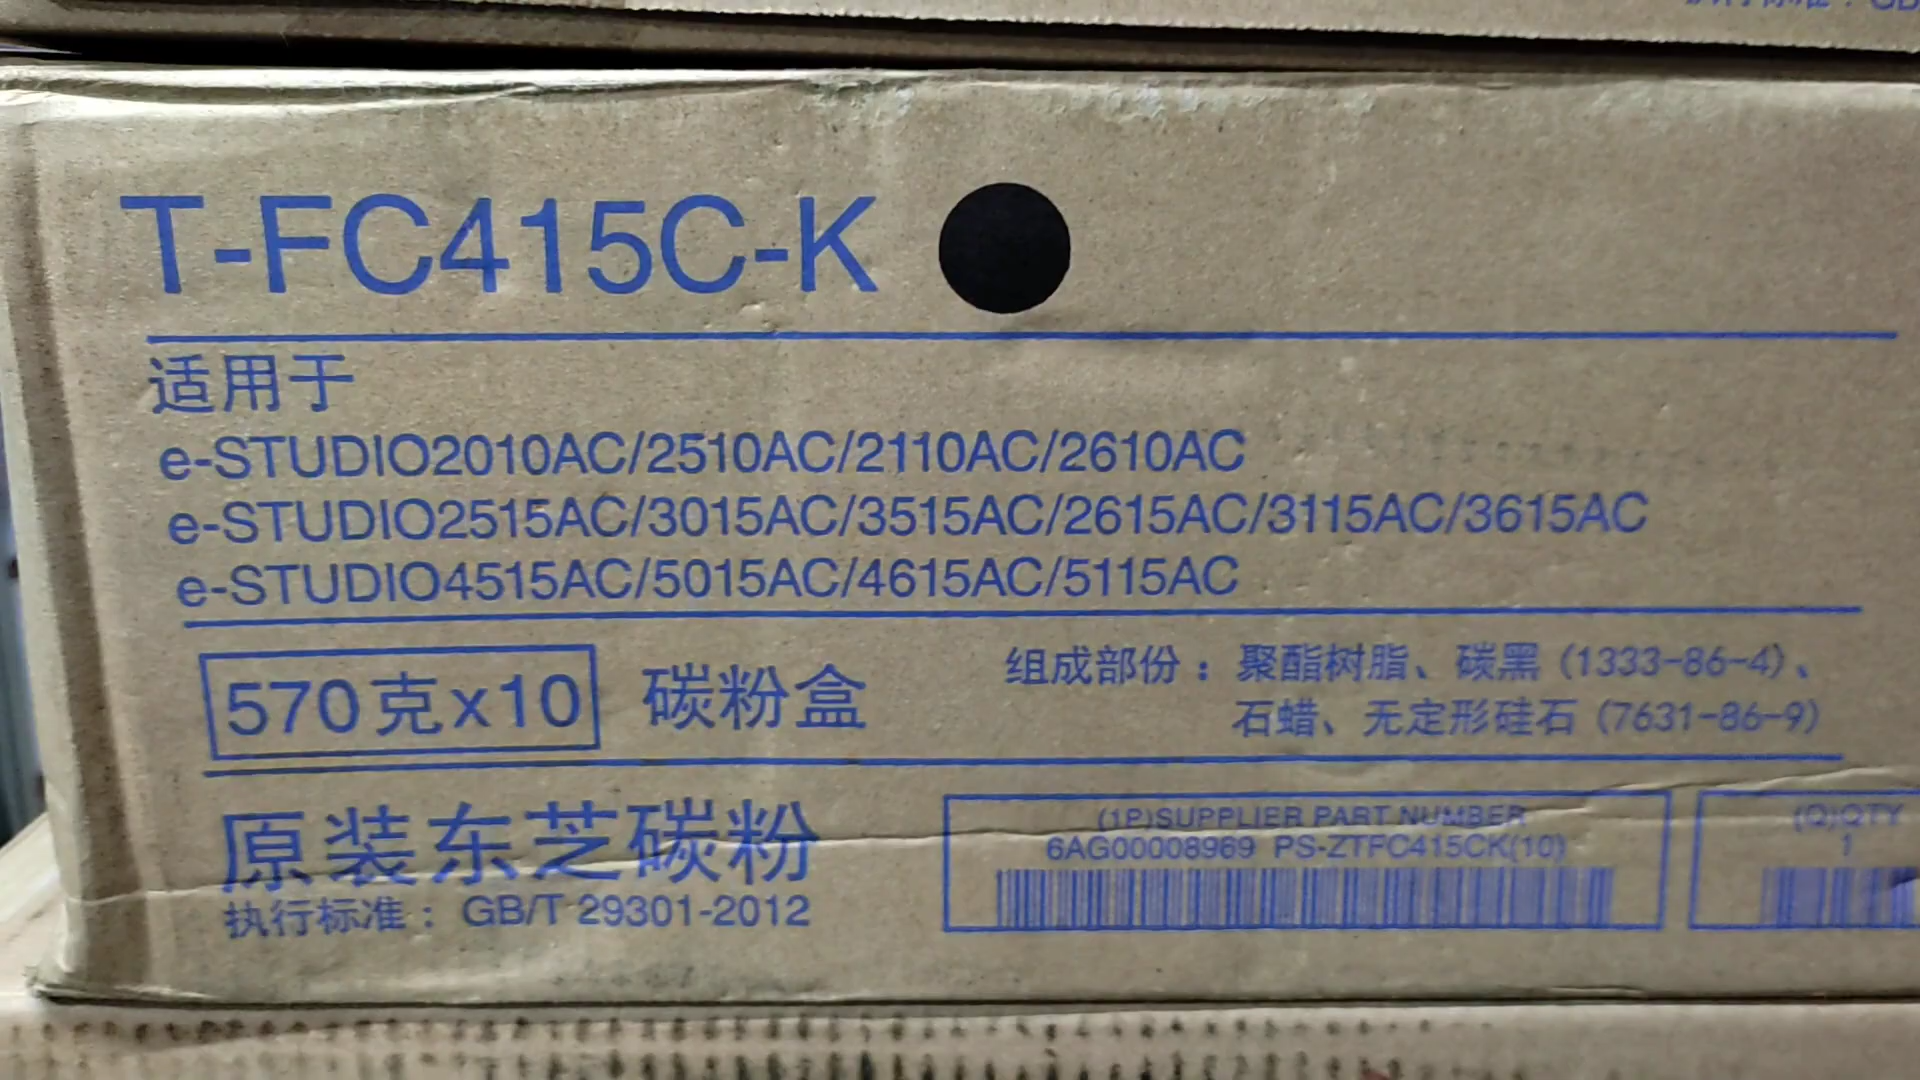 T-FC415C-K
适用于
e-STUDIO2010AC/2510AC/2110AC/2610AC
e-STUDIO2515AC/3015AC/3515AC/2615AC/3115AC/3615AC
e-STUDIO4515AC/5015AC/4615AC/5115AC
570克x10 碳粉盒
组成部份：聚酯树脂、碳黑 (1333-86-4)、
石蜡、无定形硅石 (7631-86-9)
原装东芝碳粉
执行标准：GB/T 29301-2012
(1P)SUPPLIER PART NUMBER
6AG00008969 PS-ZTFC415CK(10)
(Q)QTY
1